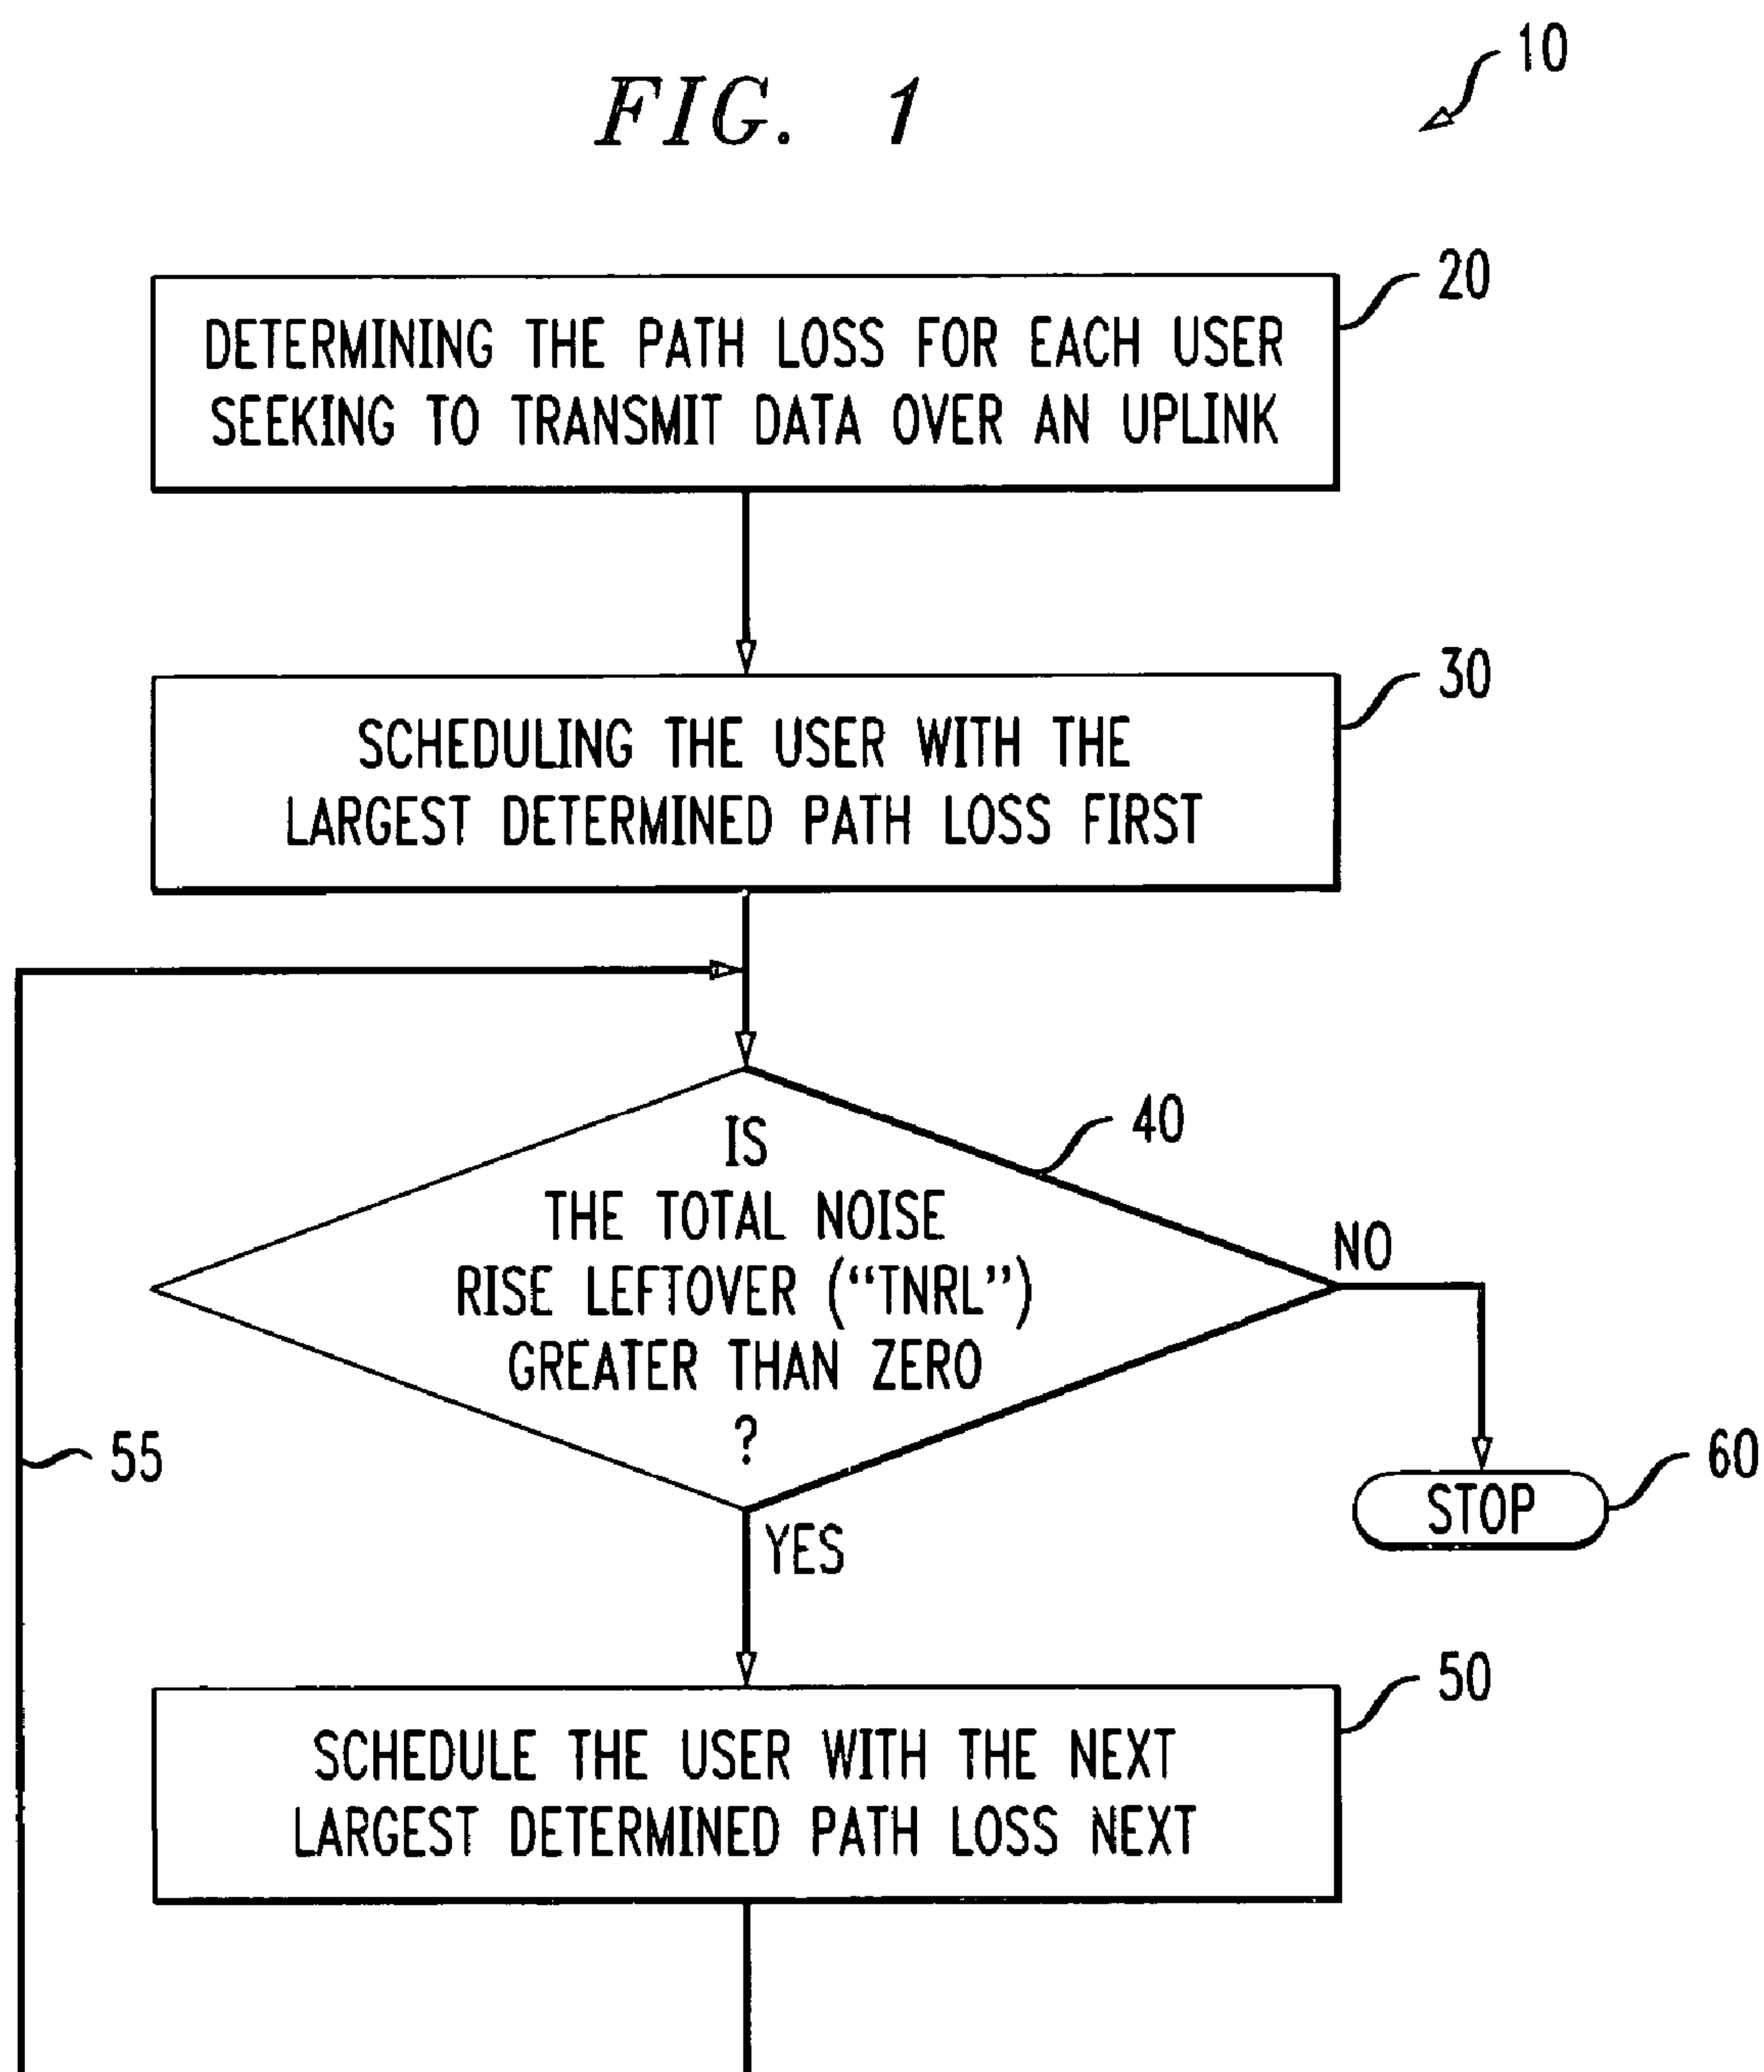 FIG. 1
10
20
DETERMINING THE PATH LOSS FOR EACH USER
SEEKING TO TRANSMIT DATA OVER AN UPLINK
30
SCHEDULING THE USER WITH THE
LARGEST DETERMINED PATH LOSS FIRST
40
IS
THE TOTAL NOISE
RISE LEFTOVER (“TNRL”)
GREATER THAN ZERO
?
NO
55
60
STOP
YES
50
SCHEDULE THE USER WITH THE NEXT
LARGEST DETERMINED PATH LOSS NEXT